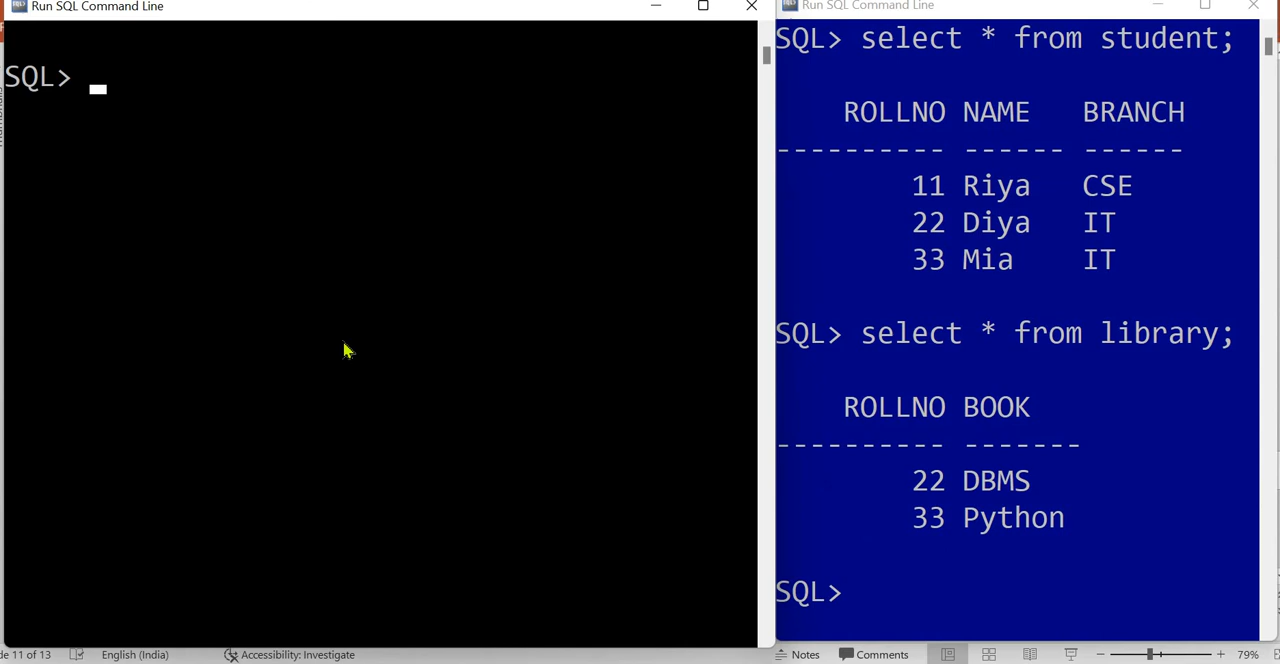 Run SQL Command Line
SQL>
Run SQL Command Line
SQL> select * from student;
ROLLNO NAME BRANCH
---------- ------ ------
11 Riya CSE
22 Diya IT
33 Mia IT
SQL> select * from library;
ROLLNO BOOK
---------- -------
22 DBMS
33 Python
SQL>
11 of 13 English (India) Accessibility: Investigate Notes Comments 79%